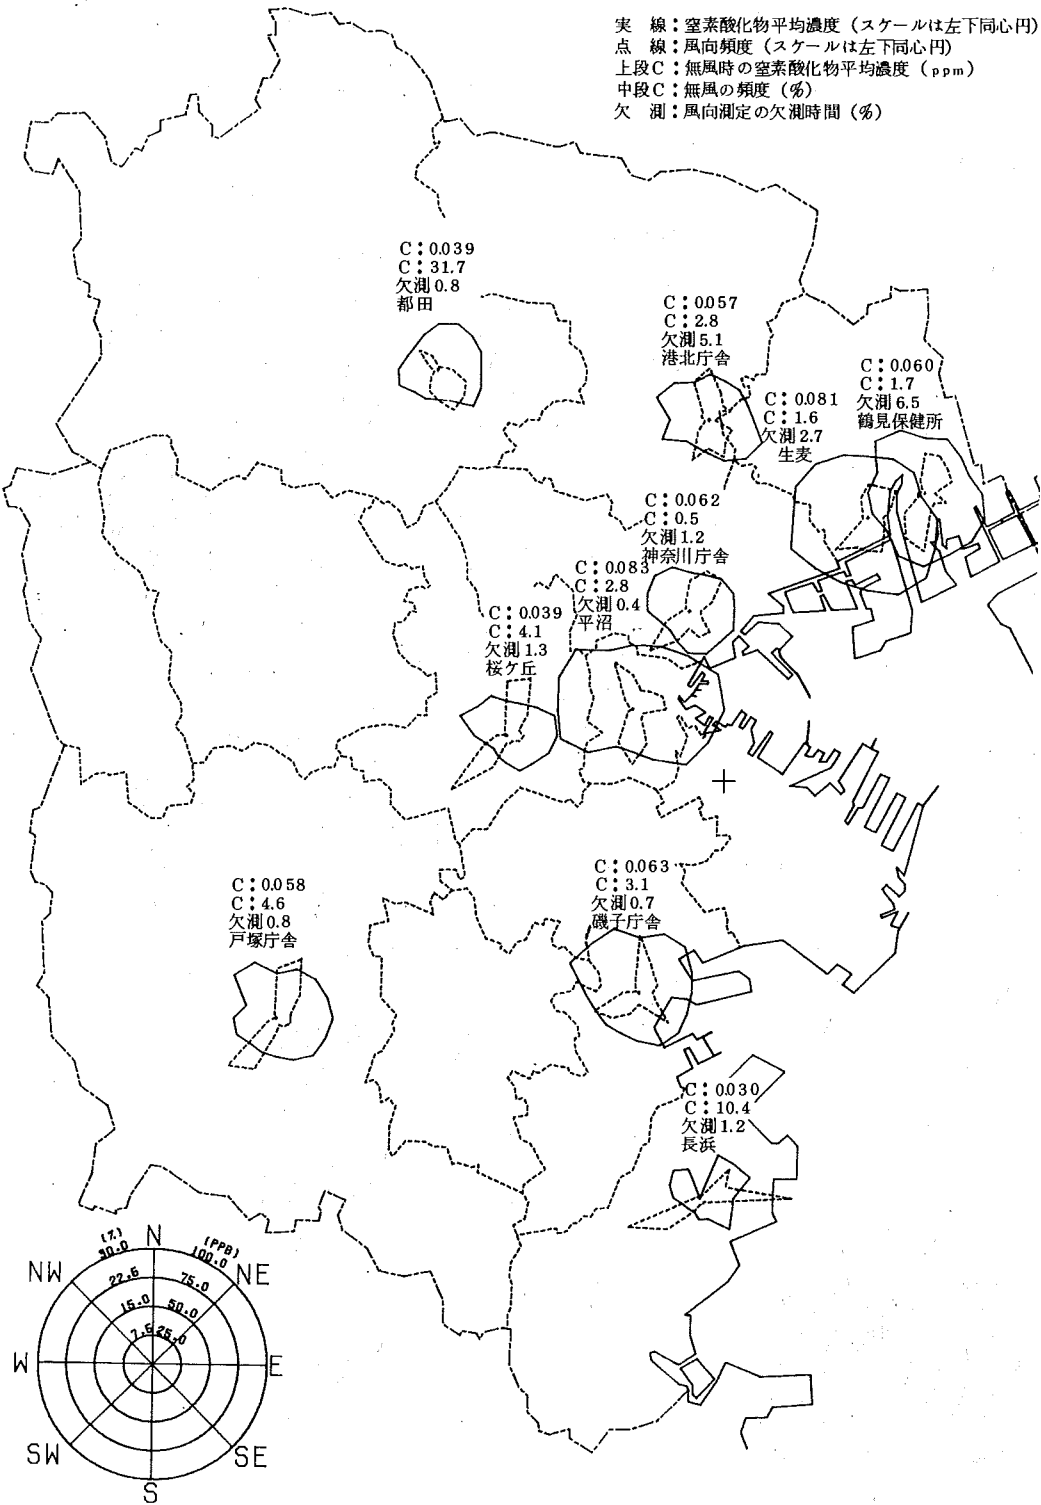 実 線：窒素酸化物平均濃度（スケールは左下同心円）
点 線：風向頻度（スケールは左下同心円）
上段C：無風時の窒素酸化物平均濃度（ppm）
中段C：無風の頻度（％）
欠 測：風向測定の欠測時間（％）
C：0.039
C：31.7
欠測0.8
都田
C：0.057
C：2.8
欠測5.1
港北庁舎
C：0.060
C：1.7
欠測6.5
鶴見保健所
C：0.081
C：1.6
欠測2.7
生麦
C：0.062
C：0.5
欠測1.2
神奈川庁舎
C：0.083
C：2.8
欠測0.4
平沼
C：0.039
C：4.1
欠測1.3
桜ケ丘
C：0.063
C：3.1
欠測0.7
磯子庁舎
C：0.058
C：4.6
欠測0.8
戸塚庁舎
C：0.030
C：10.4
欠測1.2
長浜
(%) N (PPB)
30.0 100.0
NW 22.5 75.0 NE
15.0 50.0
7.5 25.0
W E
SW SE
S